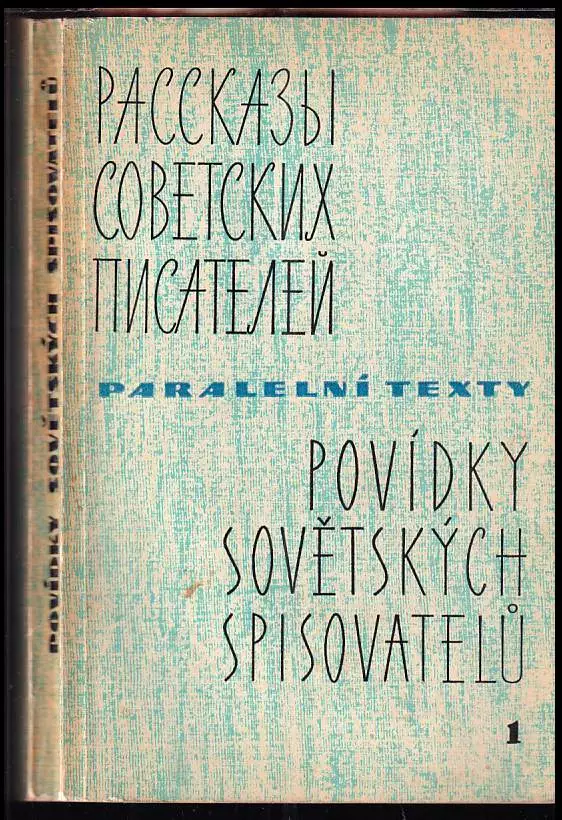 РАССКАЗЫ
СОВЕТСКИХ
ПИСАТЕЛЕЙ
PARALELNÍ TEXTY
POVÍDKY
SOVĚTSKÝCH
SPISOVATELŮ
1
POVÍDKY SOVĚTSKÝCH SPISOVATELŮ